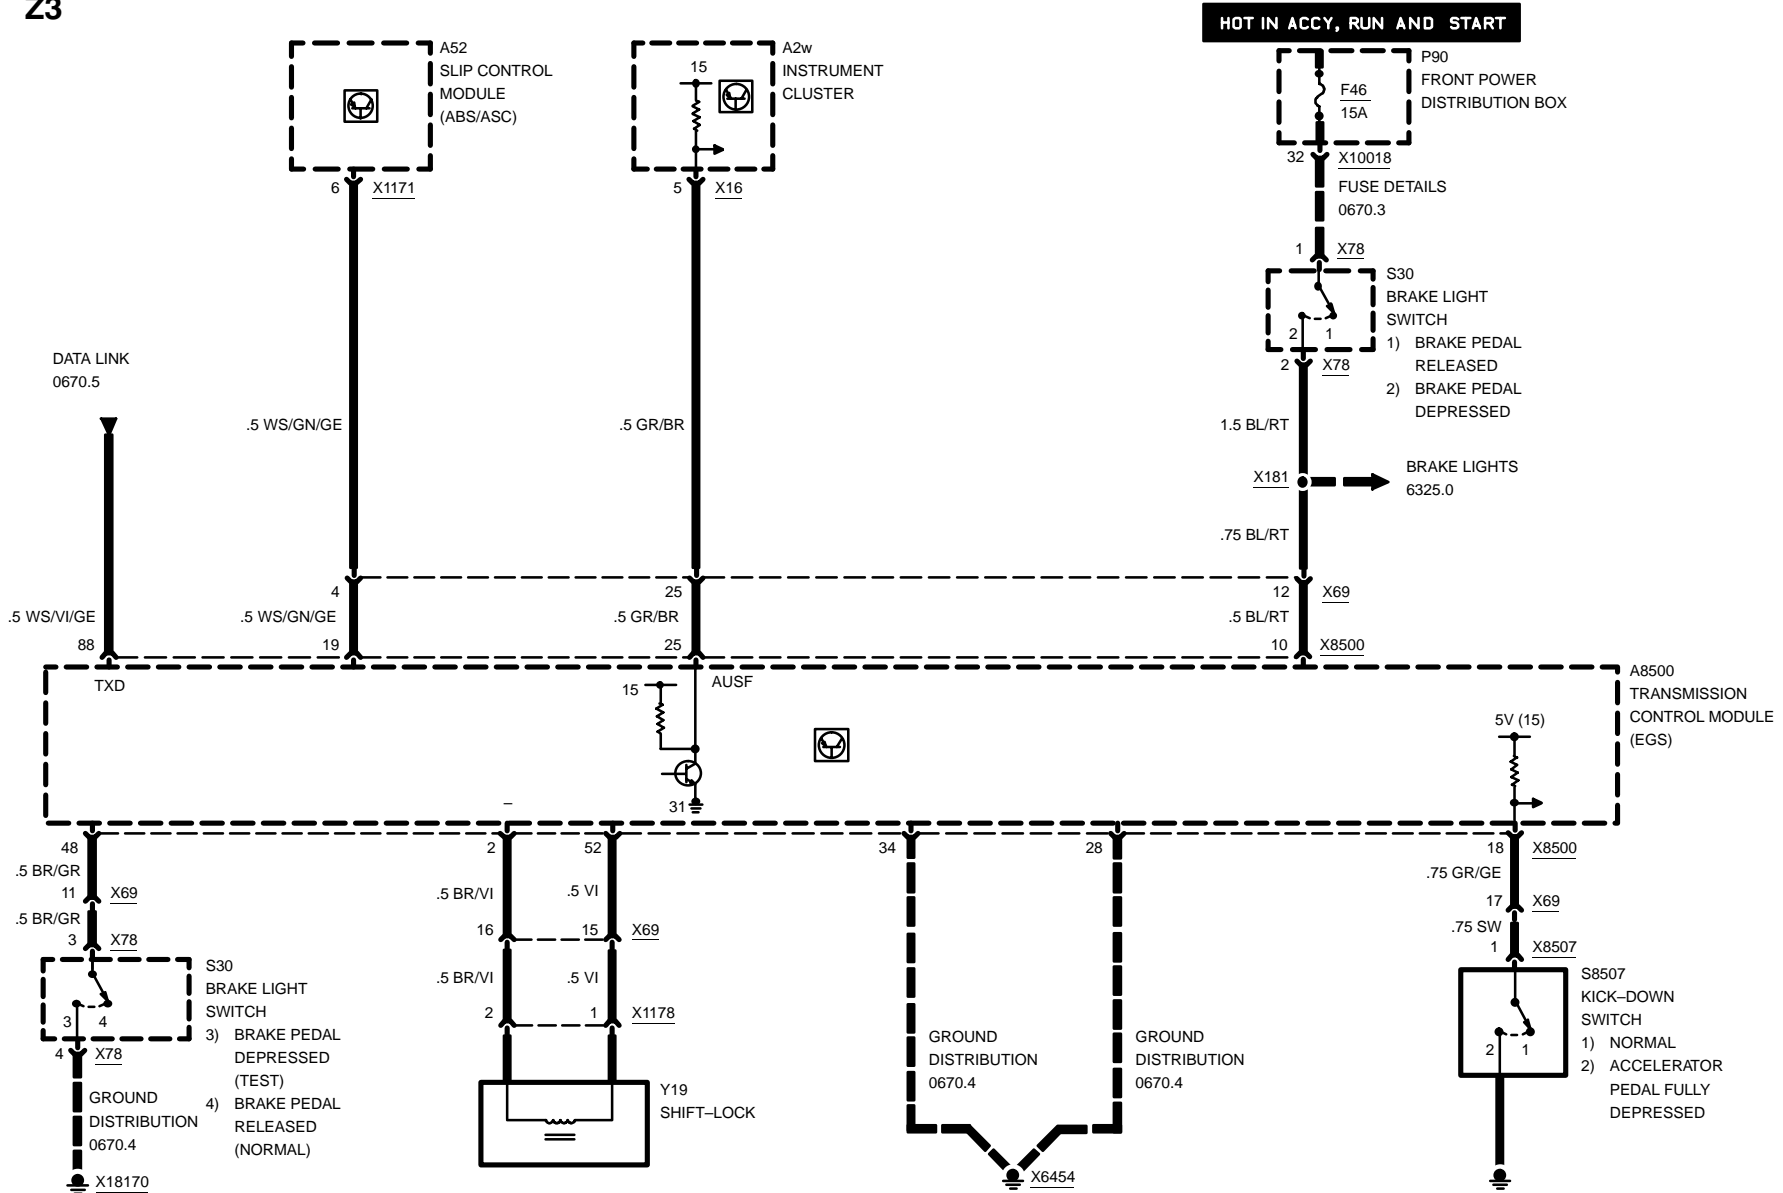 Z3
HOT IN ACCY, RUN AND START
A52
SLIP CONTROL
MODULE
(ABS/ASC)
6 X1171
15
A2w
INSTRUMENT
CLUSTER
5 X16
F46
15A
P90
FRONT POWER
DISTRIBUTION BOX
32 X10018
FUSE DETAILS
0670.3
1 X78
S30
BRAKE LIGHT
SWITCH
1) BRAKE PEDAL
RELEASED
2) BRAKE PEDAL
DEPRESSED
2 1
2 X78
DATA LINK
0670.5
.5 WS/GN/GE
.5 GR/BR
1.5 BL/RT
X181
BRAKE LIGHTS
6325.0
.75 BL/RT
4 25 12 X69
.5 WS/VI/GE
.5 WS/GN/GE
.5 GR/BR
.5 BL/RT
88 19 25 10 X8500
TXD
15
AUSF
31
–
5V (15)
A8500
TRANSMISSION
CONTROL MODULE
(EGS)
48 2 52 34 28 18 X8500
.5 BR/GR
11 X69
.5 BR/GR
3 X78
S30
BRAKE LIGHT
SWITCH
3) BRAKE PEDAL
DEPRESSED
(TEST)
4) BRAKE PEDAL
RELEASED
(NORMAL)
3 4
4 X78
GROUND
DISTRIBUTION
0670.4
X18170
.5 BR/VI
.5 VI
16 15 X69
.5 BR/VI
.5 VI
2 1 X1178
Y19
SHIFT–LOCK
GROUND
DISTRIBUTION
0670.4
GROUND
DISTRIBUTION
0670.4
X6454
.75 GR/GE
17 X69
.75 SW
1 X8507
S8507
KICK–DOWN
SWITCH
1) NORMAL
2) ACCELERATOR
PEDAL FULLY
DEPRESSED
2 1